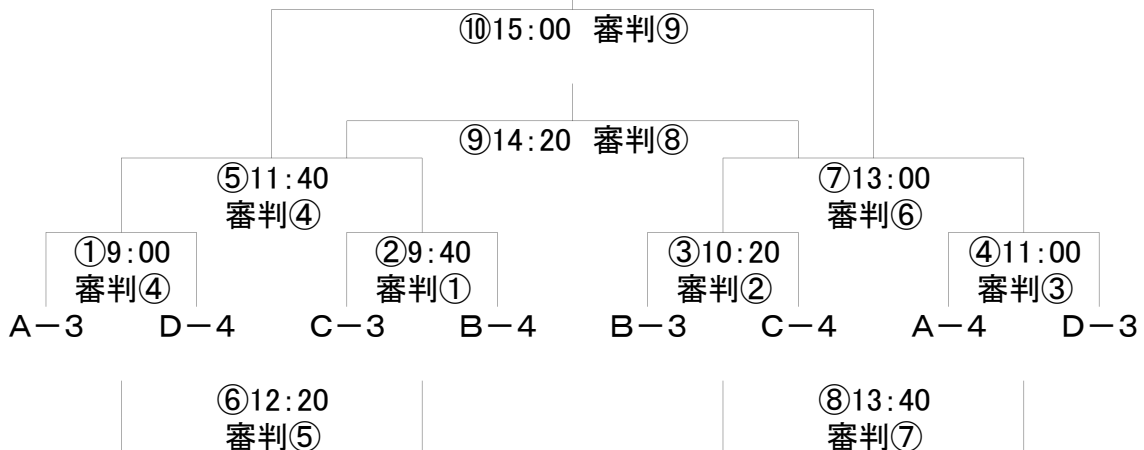 ⑩15:00 審判⑨
⑨14:20 審判⑧
⑤11:40
審判④
⑦13:00
審判⑥
①9:00
審判④
②9:40
審判①
③10:20
審判②
④11:00
審判③
A－3 D－4 C－3 B－4 B－3 C－4 A－4 D－3
⑥12:20
審判⑤
⑧13:40
審判⑦